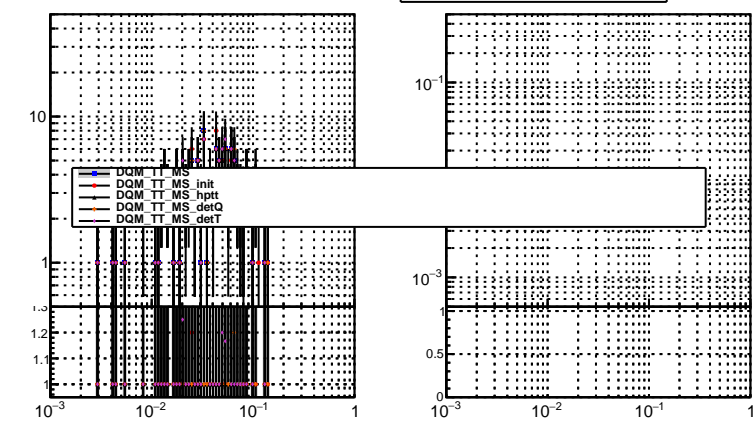 10
1
DQM_TT_MS
DQM_TT_MS_init
DQM_TT_MS_hptt
DQM_TT_MS_detQ
DQM_TT_MS_detT
1.3
1.2
1.1
1
10−3 10−2 10−1 1
10−1
10−3
1
0.5
0
10−3 10−2 10−1 1